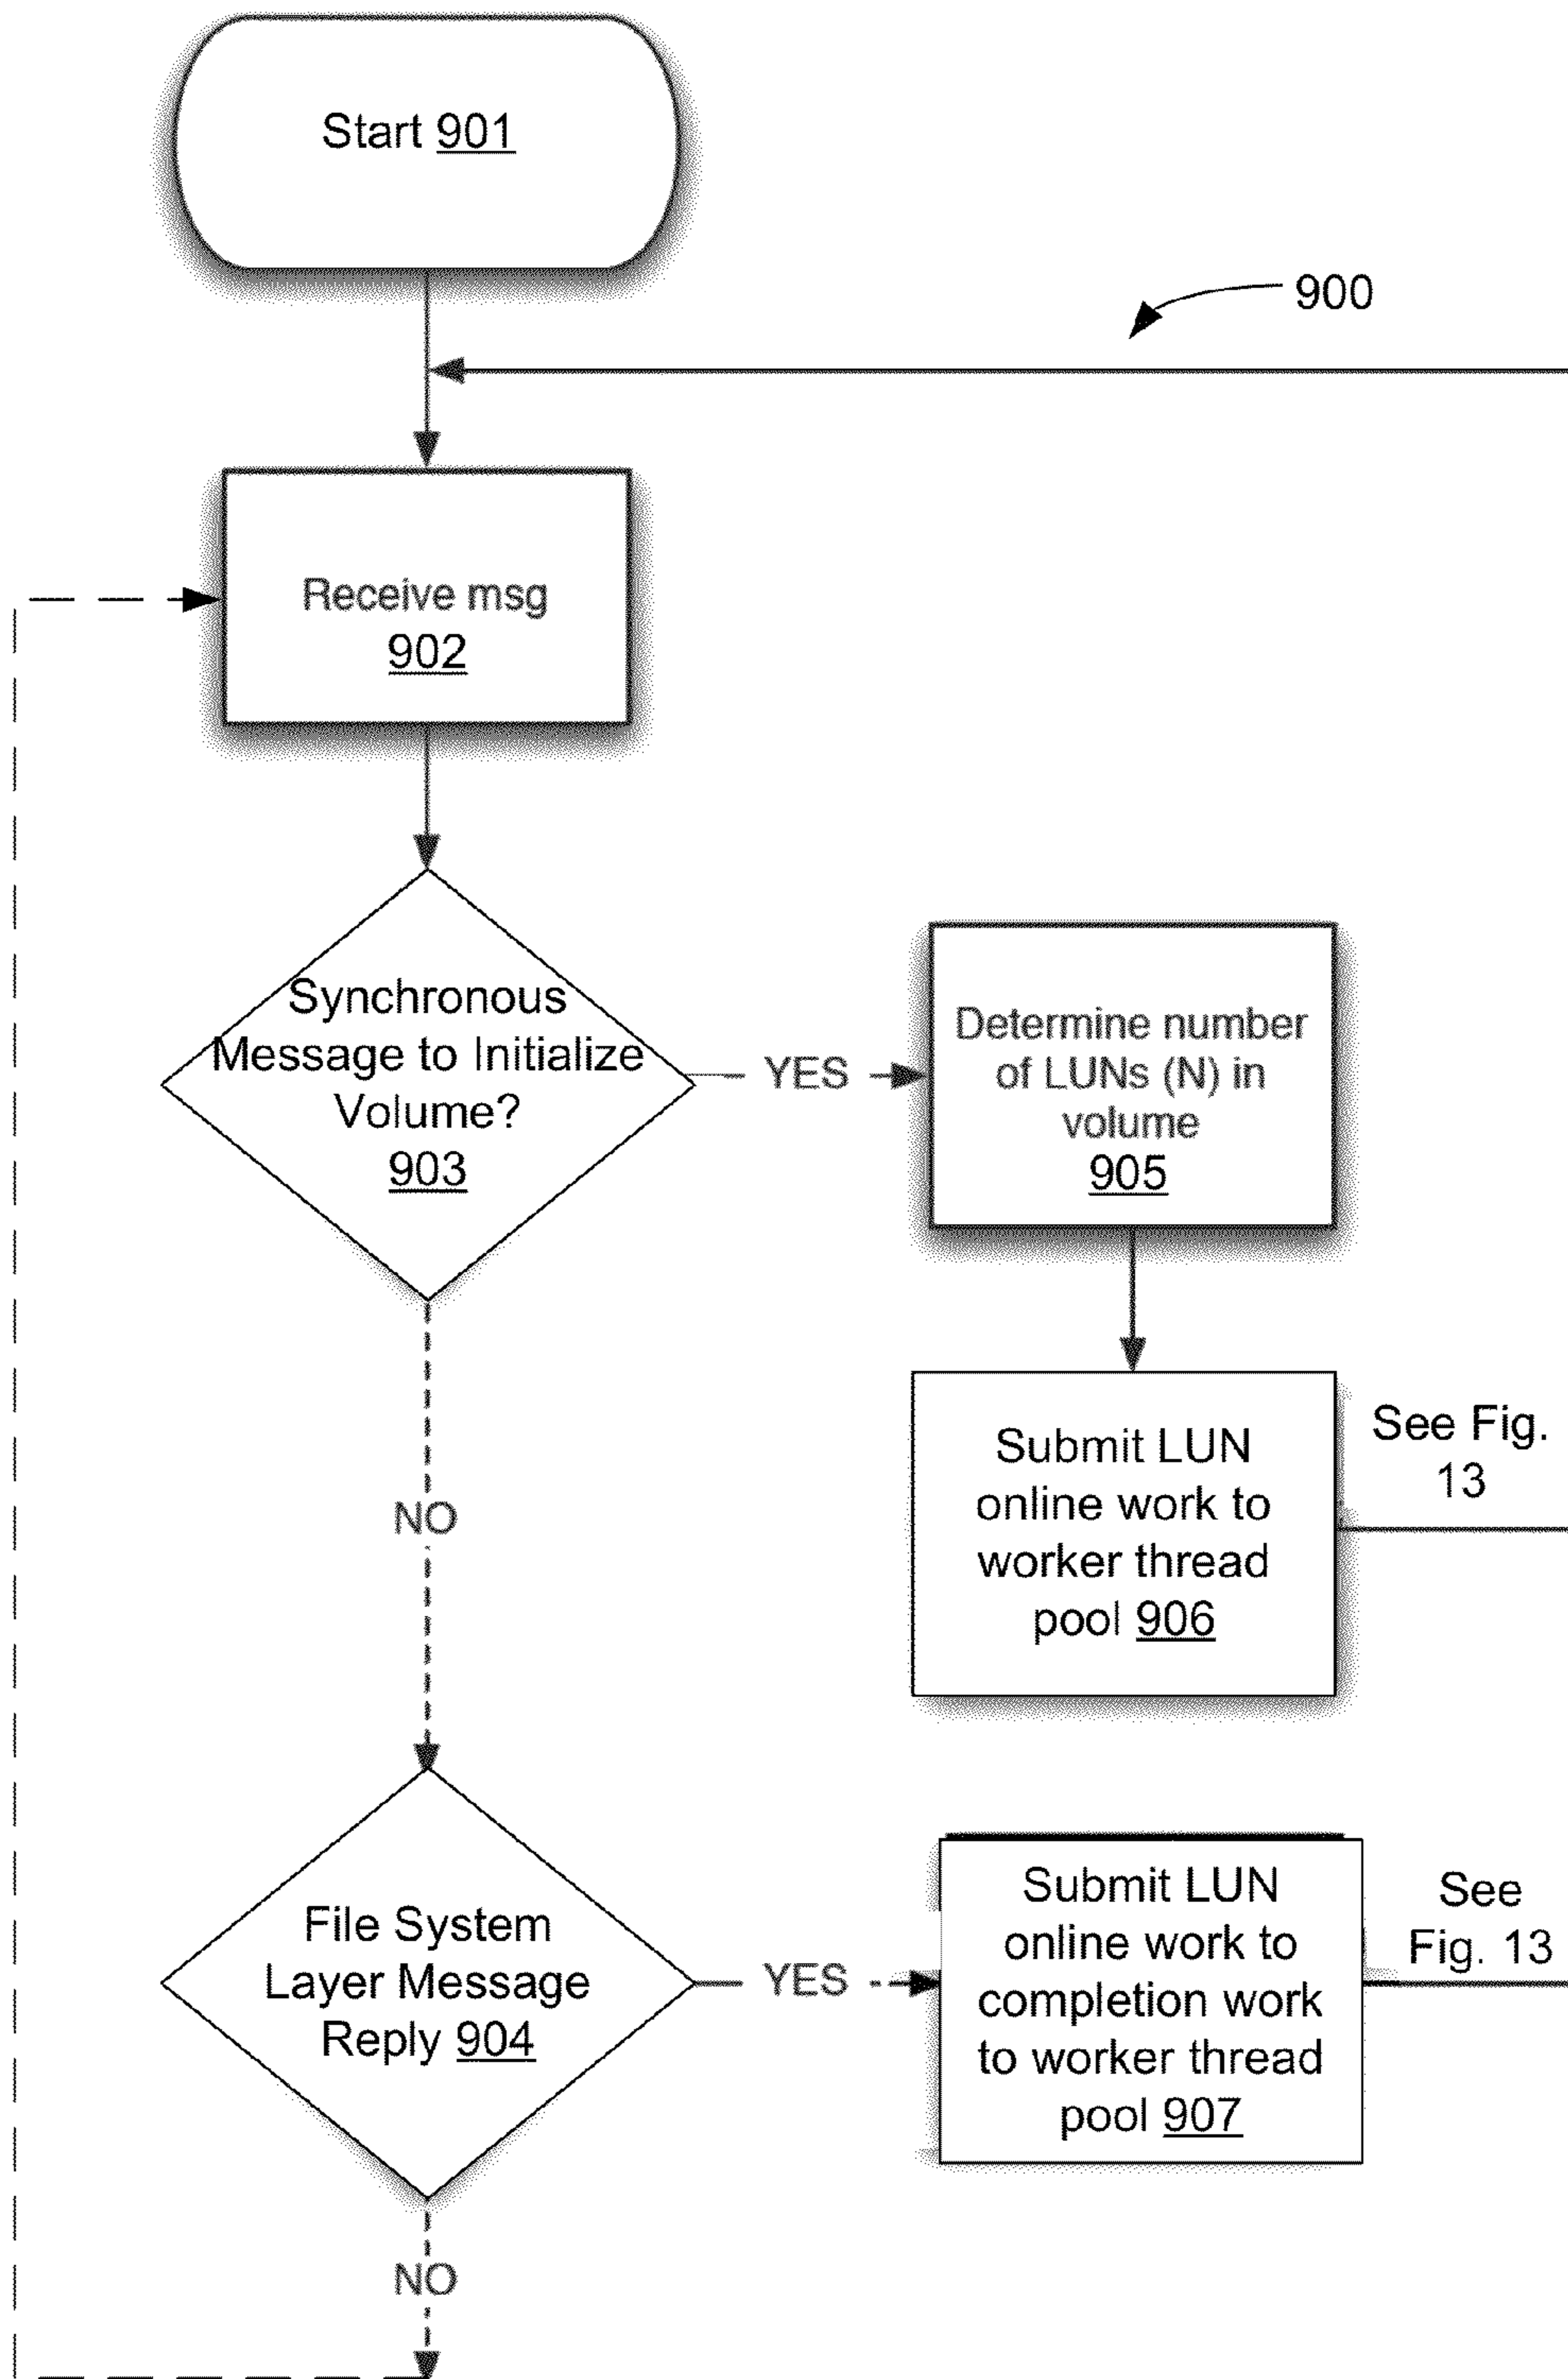 Start 901
900
Receive msg
902
Synchronous
Message to Initialize
Volume?
903
YES
Determine number
of LUNs (N) in
volume
905
NO
Submit LUN
online work to
worker thread
pool 906
See Fig.
13
File System
Layer Message
Reply 904
YES
Submit LUN
online work to
completion work
to worker thread
pool 907
See
Fig. 13
NO